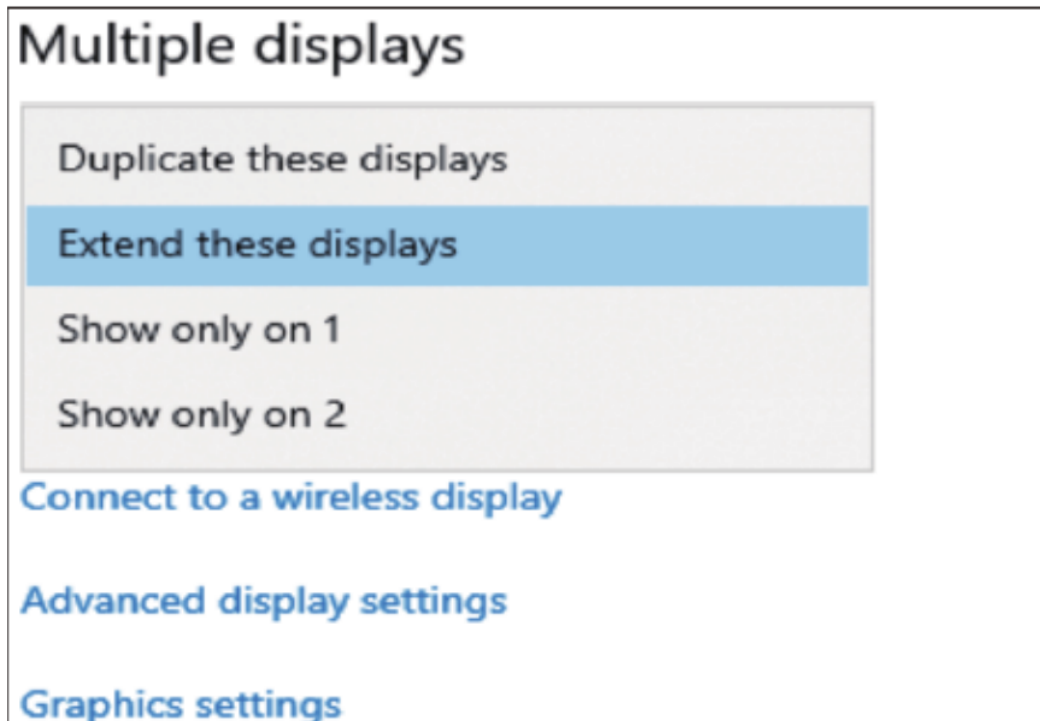 Multiple displays
Duplicate these displays
Extend these displays
Show only on 1
Show only on 2
Connect to a wireless display
Advanced display settings
Graphics settings